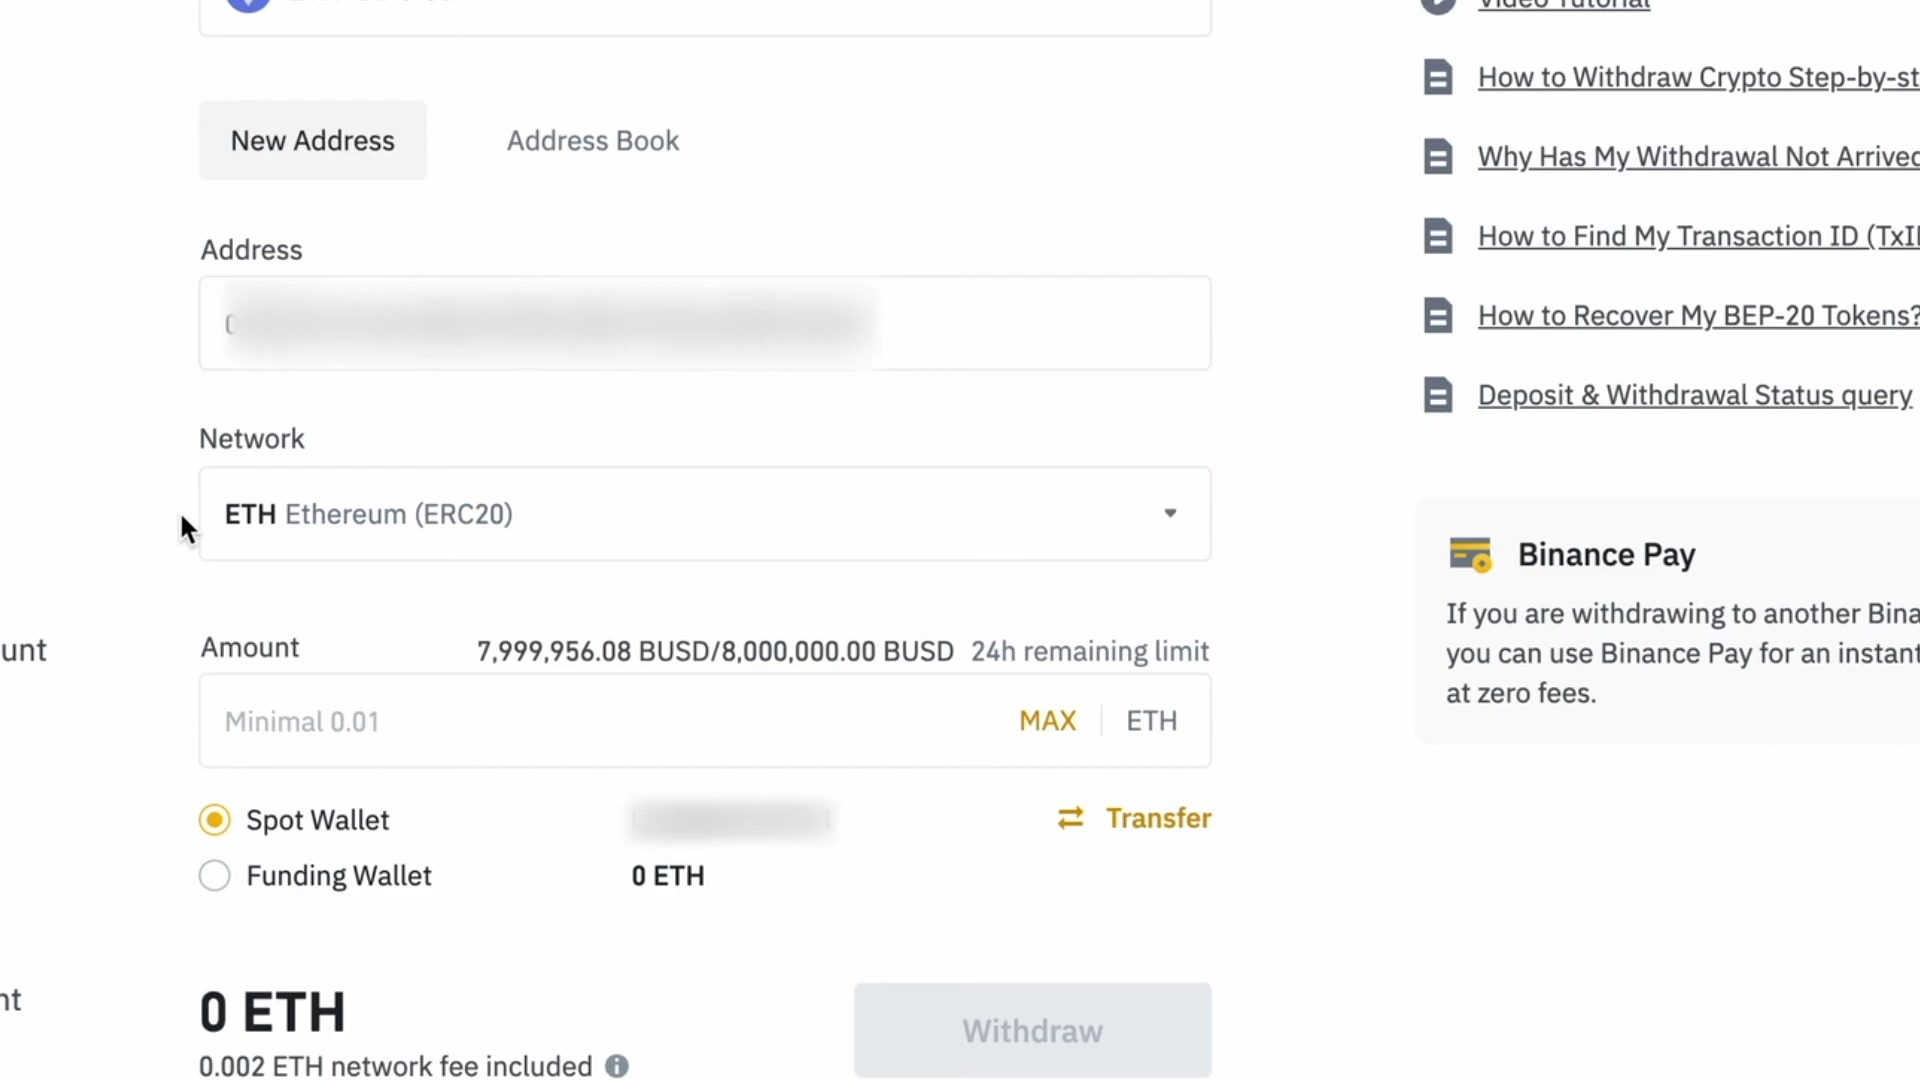 Video Tutorial
How to Withdraw Crypto Step-by-st
New Address
Address Book
Why Has My Withdrawal Not Arrived
Address
How to Find My Transaction ID (TxI
How to Recover My BEP-20 Tokens?
Deposit & Withdrawal Status query
Network
ETH Ethereum (ERC20)
Binance Pay
If you are withdrawing to another Bina
you can use Binance Pay for an instant
at zero fees.
unt
Amount 7,999,956.08 BUSD/8,000,000.00 BUSD 24h remaining limit
Minimal 0.01 MAX ETH
Spot Wallet Transfer
Funding Wallet 0 ETH
nt
0 ETH
0.002 ETH network fee included
Withdraw